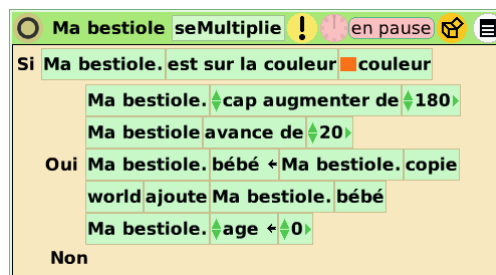 Ma bestiole seMultiplie ! en pause
Si Ma bestiole. est sur la couleur couleur
Ma bestiole. cap augmenter de 180
Ma bestiole avance de 20
Oui Ma bestiole. bébé ← Ma bestiole. copie
world ajoute Ma bestiole. bébé
Ma bestiole. age ← 0
Non